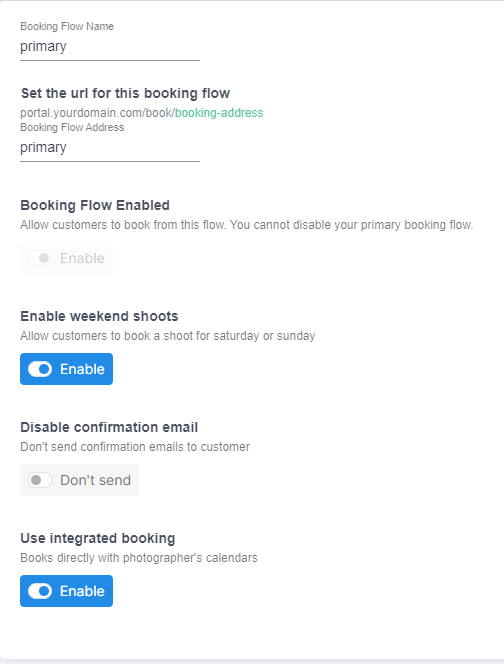 Booking Flow Name
primary
Set the url for this booking flow
portal.yourdomain.com/book/booking-address
Booking Flow Address
primary
Booking Flow Enabled
Allow customers to book from this flow. You cannot disable your primary booking flow.
Enable
Enable weekend shoots
Allow customers to book a shoot for saturday or sunday
Enable
Disable confirmation email
Don't send confirmation emails to customer
Don't send
Use integrated booking
Books directly with photographer's calendars
Enable